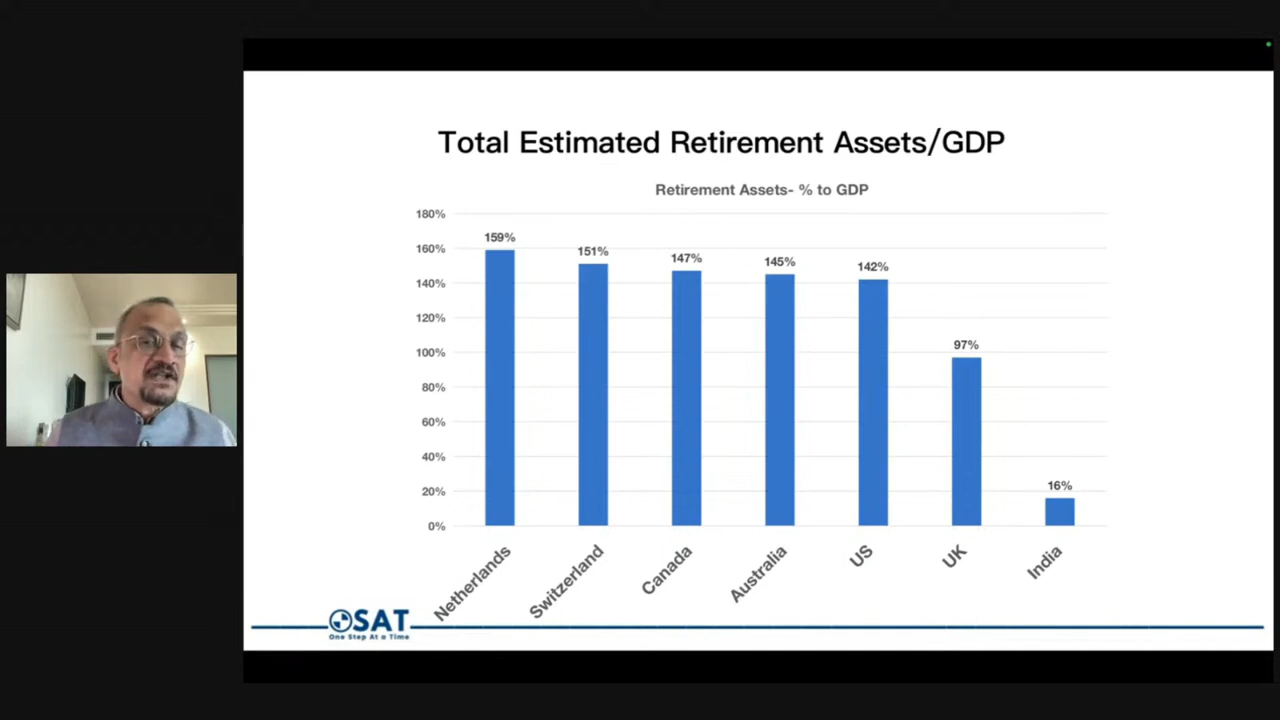 Total Estimated Retirement Assets/GDP
Retirement Assets- % to GDP
180%
160%
140%
120%
100%
80%
60%
40%
20%
0%
159%
151%
147%
145%
142%
97%
16%
Netherlands
Switzerland
Canada
Australia
US
UK
India
OSAT
One Step At a Time